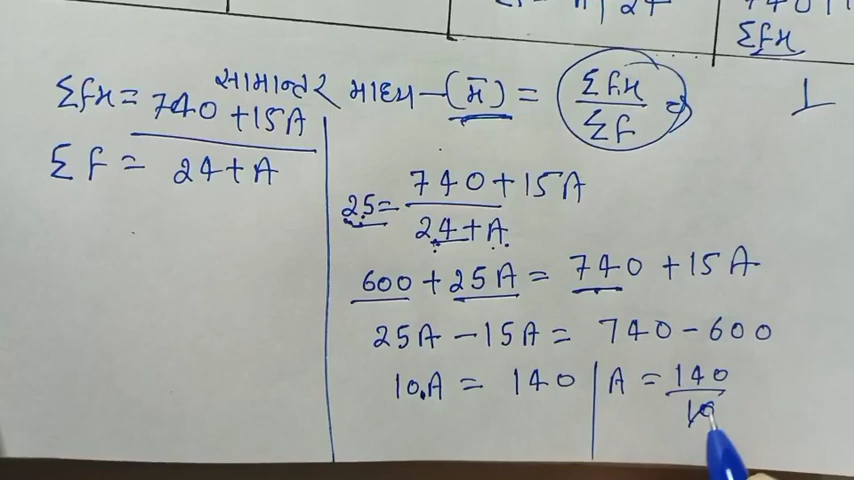 Σfx
Σfx = 740 + 15A
Σf = 24 + A
સામાન્તર માધ્ય - (x̄) = Σfx / Σf
25 = 740 + 15A / 24 + A
600 + 25A = 740 + 15A
25A - 15A = 740 - 600
10.A = 140 | A = 140 / 10